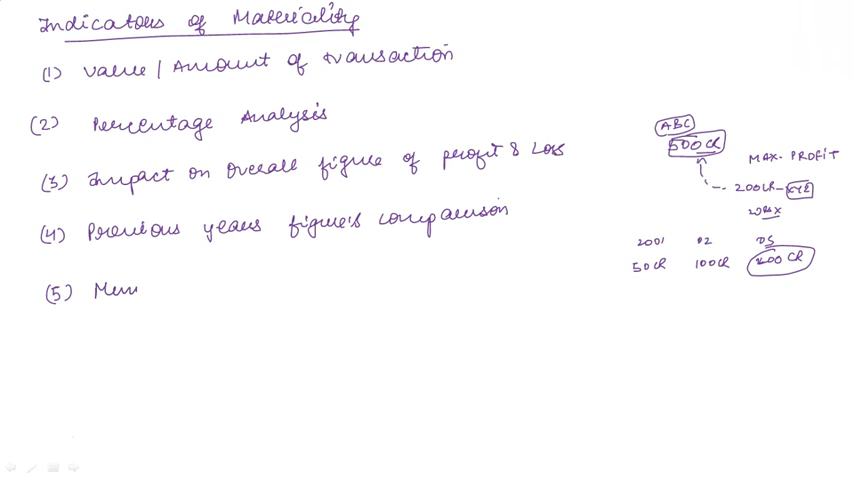 Indicators of Materiality
(1) Value / Amount of transaction
(2) Percentage Analysis
(3) Impact on Overall figure of profit & Loss
(4) Previous years figure's comparison
(5) Mem
ABC
500 CR
MAX. PROFIT
200CR - XYZ
2001 02 03
50 CR 100 CR 200 CR